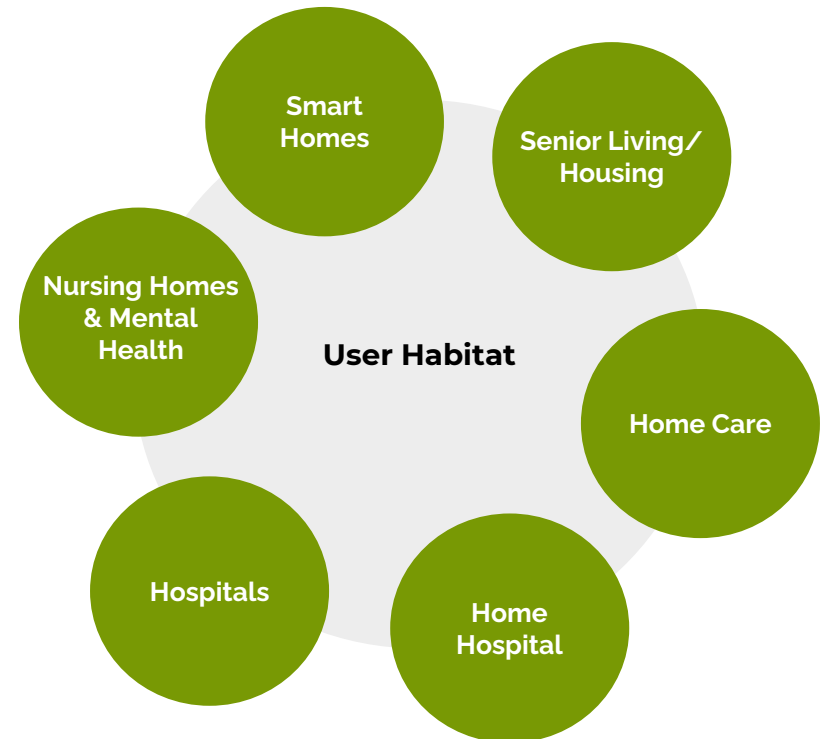 Smart
Homes
Senior Living/
Housing
Nursing Homes
& Mental
Health
User Habitat
Home Care
Hospitals
Home
Hospital